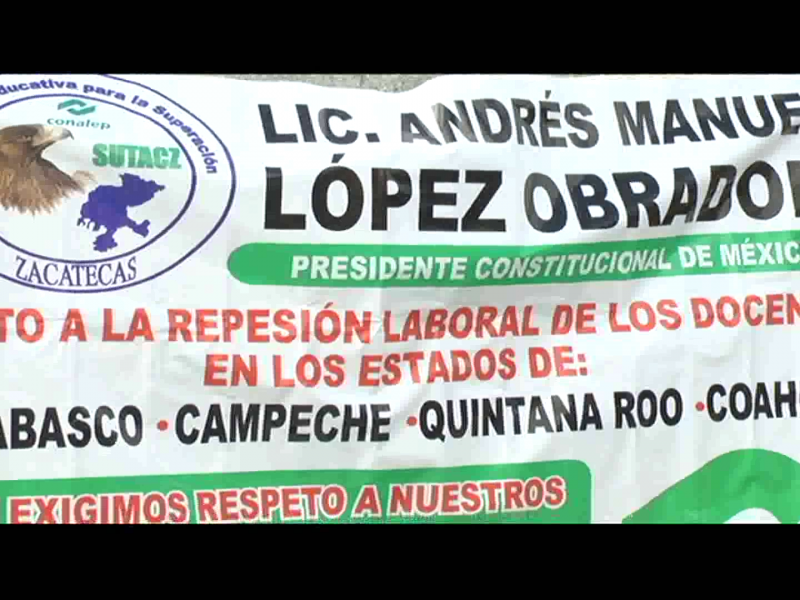 ducativa para la Superación
conalep
SUTACZ
ZACATECAS
LIC. ANDRÉS MANUE
LÓPEZ OBRADO
PRESIDENTE CONSTITUCIONAL DE MÉXIC
TO A LA REPESIÓN LABORAL DE LOS DOCEN
EN LOS ESTADOS DE:
ABASCO •CAMPECHE •QUINTANA ROO •COAH
EXIGIMOS RESPETO A NUESTROS